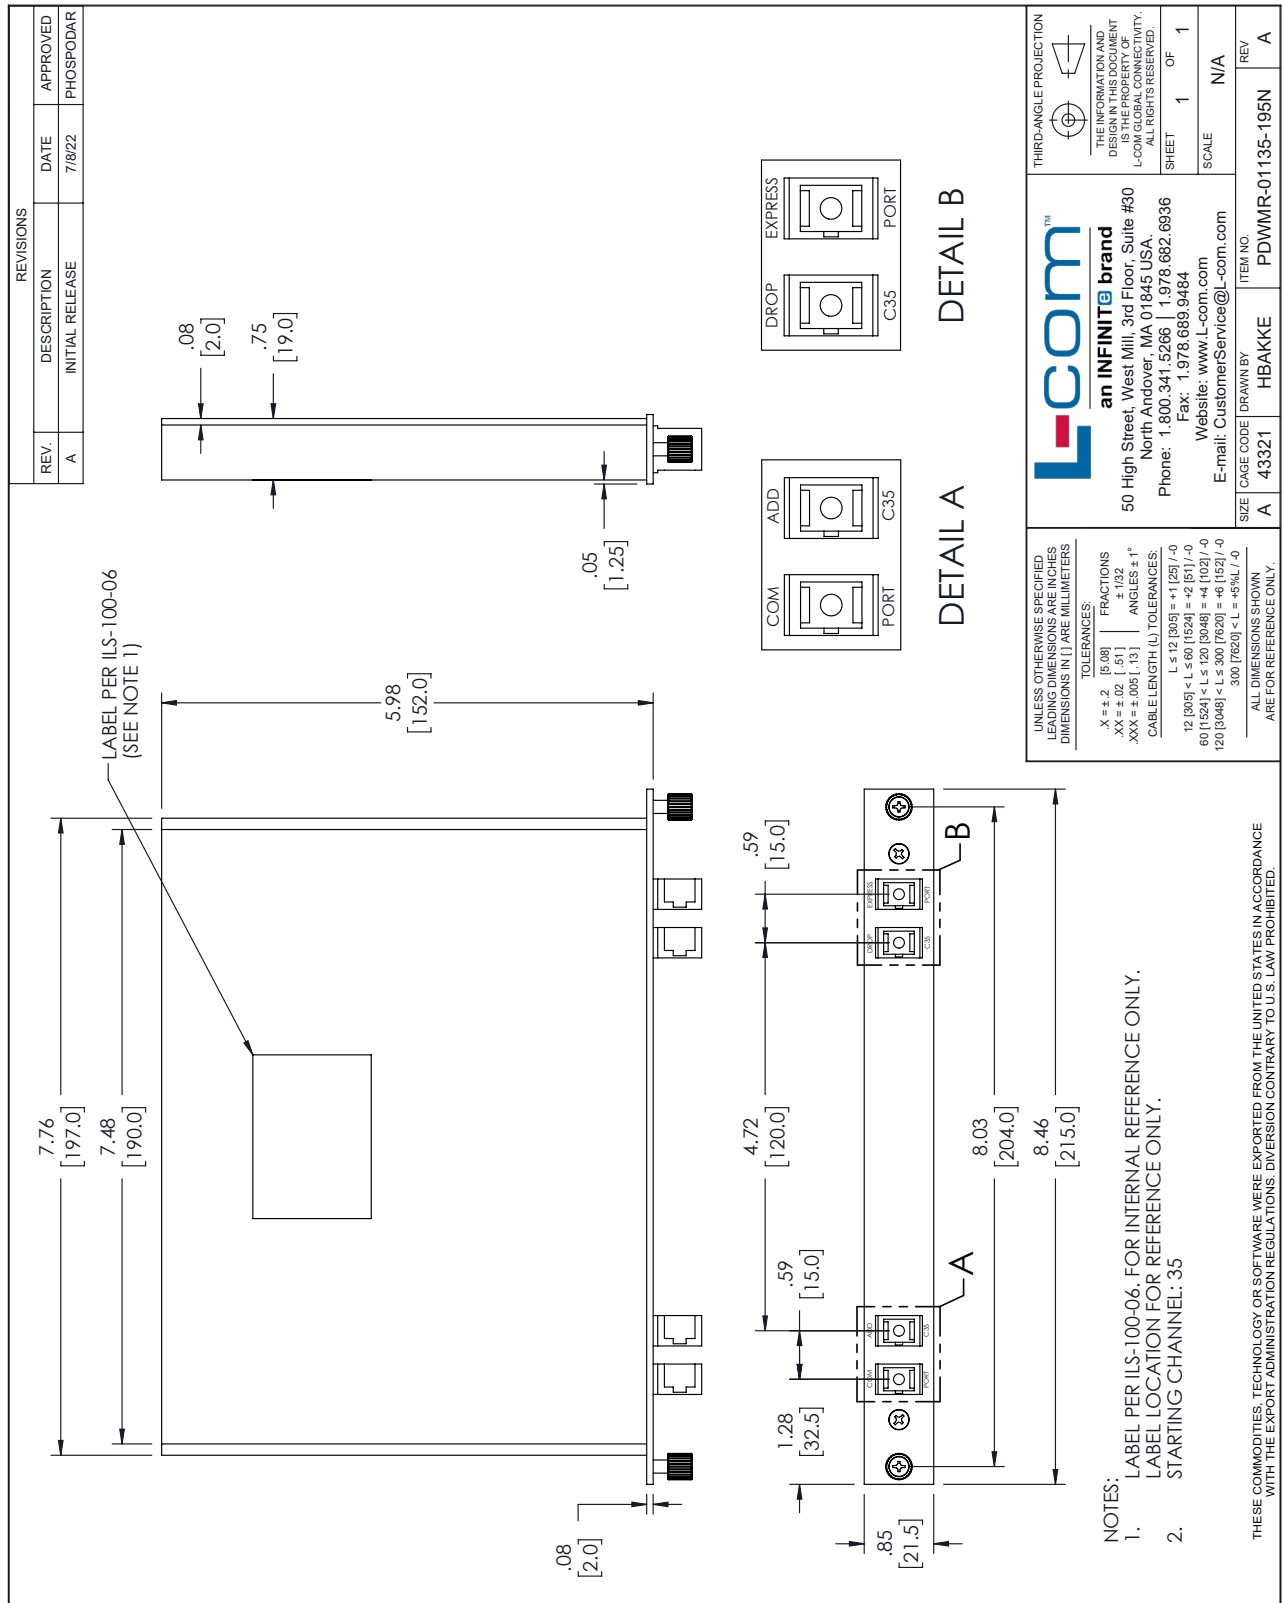 REVISIONS
REV.
DESCRIPTION
DATE
APPROVED
A
INITIAL RELEASE
7/8/22
PHOSPODAR
7.76
[197.0]
7.48
[190.0]
LABEL PER ILS-100-06
(SEE NOTE 1)
5.98
[152.0]
.08
[2.0]
.08
[2.0]
.75
[19.0]
.05
[1.25]
1.28
[32.5]
.59
[15.0]
4.72
[120.0]
.59
[15.0]
.85
[21.5]
COM
ADD
DROP
EXPRESS
PORT
C35
C35
PORT
A
B
8.03
[204.0]
8.46
[215.0]
COM
ADD
PORT
C35
DETAIL A
DROP
EXPRESS
C35
PORT
DETAIL B
NOTES:
1. LABEL PER ILS-100-06. FOR INTERNAL REFERENCE ONLY.
LABEL LOCATION FOR REFERENCE ONLY.
2. STARTING CHANNEL: 35
THESE COMMODITIES, TECHNOLOGY OR SOFTWARE WERE EXPORTED FROM THE UNITED STATES IN ACCORDANCE
WITH THE EXPORT ADMINISTRATION REGULATIONS. DIVERSION CONTRARY TO U.S. LAW PROHIBITED.
UNLESS OTHERWISE SPECIFIED
LEADING DIMENSIONS ARE INCHES
DIMENSIONS IN [ ] ARE MILLIMETERS
TOLERANCES:
.X = ± .2 [5.08] FRACTIONS
.XX = ± .02 [ .51] ± 1/32
.XXX = ± .005 [ .13] ANGLES ± 1°
CABLE LENGTH (L) TOLERANCES:
L ≤ 12 [305] = +1 [25] / -0
12 [305] < L ≤ 60 [1524] = +2 [51] / -0
60 [1524] < L ≤ 120 [3048] = +4 [102] / -0
120 [3048] < L ≤ 300 [7620] = +6 [152] / -0
300 [7620] < L = +5%L / -0
ALL DIMENSIONS SHOWN
ARE FOR REFERENCE ONLY.
L-com™
an INFINITe brand
50 High Street, West Mill, 3rd Floor, Suite #30
North Andover, MA 01845 USA.
Phone: 1.800.341.5266 | 1.978.682.6936
Fax: 1.978.689.9484
Website: www.L-com.com
E-mail: CustomerService@L-com.com
THIRD-ANGLE PROJECTION
THE INFORMATION AND
DESIGN IN THIS DOCUMENT
IS THE PROPERTY OF
L-COM GLOBAL CONNECTIVITY.
ALL RIGHTS RESERVED.
SHEET 1 OF 1
SCALE N/A
SIZE
A
CAGE CODE
43321
DRAWN BY
HBAKKE
ITEM NO.
PDWMR-01135-195N
REV
A